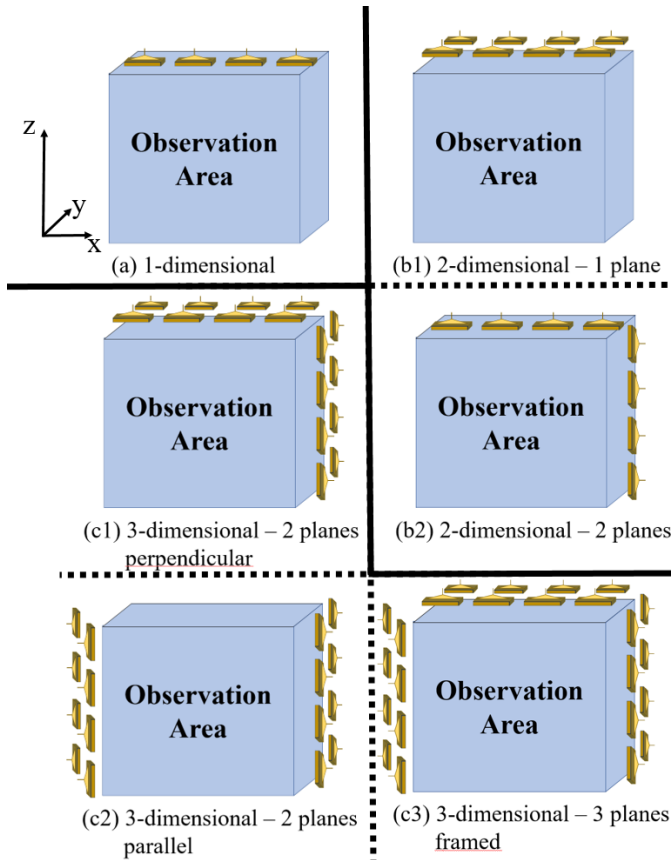 Observation
Area
z
y
x
(a) 1-dimensional
Observation
Area
(b1) 2-dimensional – 1 plane
Observation
Area
(c1) 3-dimensional – 2 planes
perpendicular
Observation
Area
(b2) 2-dimensional – 2 planes
Observation
Area
(c2) 3-dimensional – 2 planes
parallel
Observation
Area
(c3) 3-dimensional – 3 planes
framed